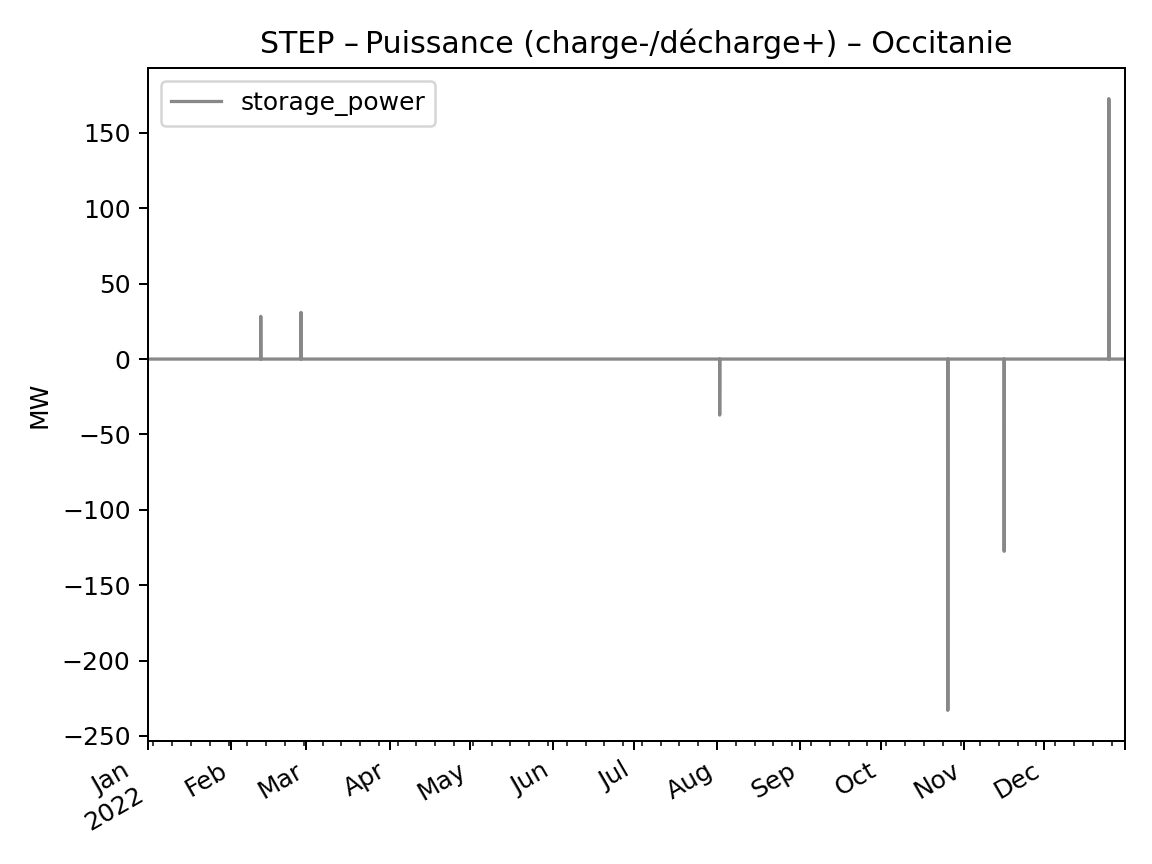 STEP – Puissance (charge-/décharge+) – Occitanie
storage_power
150
100
50
0
−50
−100
−150
−200
−250
MW
Jan
2022
Feb
Mar
Apr
May
Jun
Jul
Aug
Sep
Oct
Nov
Dec